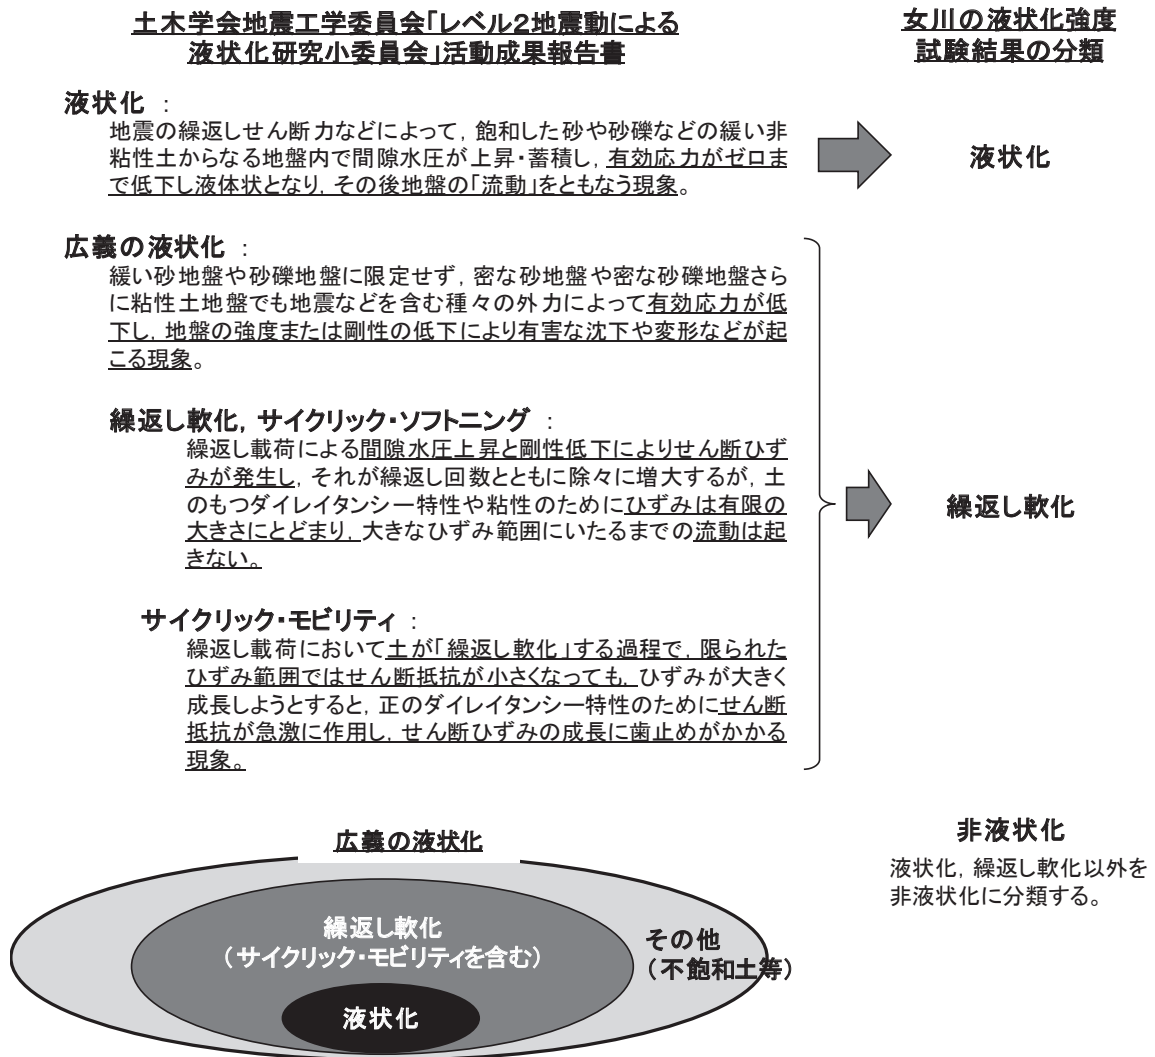 土木学会地震工学委員会「レベル2地震動による
液状化研究小委員会」活動成果報告書
女川の液状化強度
試験結果の分類
液状化 :
地震の繰返しせん断力などによって, 飽和した砂や砂礫などの緩い非
粘性土からなる地盤内で間隙水圧が上昇・蓄積し, 有効応力がゼロま
で低下し液体状となり, その後地盤の「流動」をともなう現象。
液状化
広義の液状化 :
緩い砂地盤や砂礫地盤に限定せず, 密な砂地盤や密な砂礫地盤さら
に粘性土地盤でも地震などを含む種々の外力によって有効応力が低
下し, 地盤の強度または剛性の低下により有害な沈下や変形などが起
こる現象。
繰返し軟化, サイクリック・ソフトニング :
繰返し載荷による間隙水圧上昇と剛性低下によりせん断ひず
みが発生し, それが繰返し回数とともに除々に増大するが, 土
のもつダイレイタンシー特性や粘性のためにひずみは有限の
大きさにとどまり, 大きなひずみ範囲にいたるまでの流動は起
きない。
繰返し軟化
サイクリック・モビリティ :
繰返し載荷において土が「繰返し軟化」する過程で, 限られた
ひずみ範囲ではせん断抵抗が小さくなっても, ひずみが大きく
成長しようとすると, 正のダイレイタンシー特性のためにせん断
抵抗が急激に作用し, せん断ひずみの成長に歯止めがかかる
現象。
非液状化
液状化, 繰返し軟化以外を
非液状化に分類する。
広義の液状化
繰返し軟化
(サイクリック・モビリティを含む)
その他
(不飽和土等)
液状化